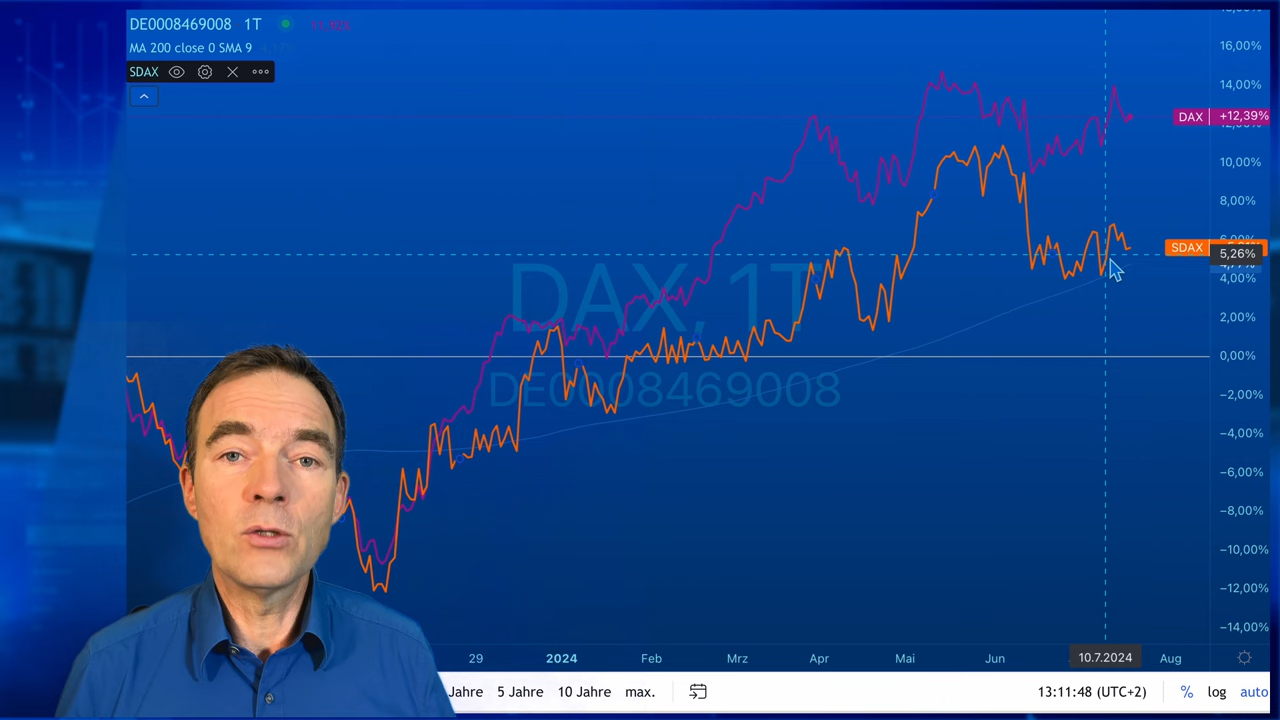 DE0008469008 1T
MA 200 close 0 SMA 9
SDAX
16,00%
14,00%
DAX +12,39%
12,00%
10,00%
8,00%
SDAX
5,26%
4,00%
2,00%
0,00%
−2,00%
−4,00%
−6,00%
−8,00%
−10,00%
−12,00%
−14,00%
DAX, 1T
DE0008469008
29 2024 Feb Mrz Apr Mai Jun 10.7.2024 Aug
Jahre 5 Jahre 10 Jahre max. 13:11:48 (UTC+2) % log auto